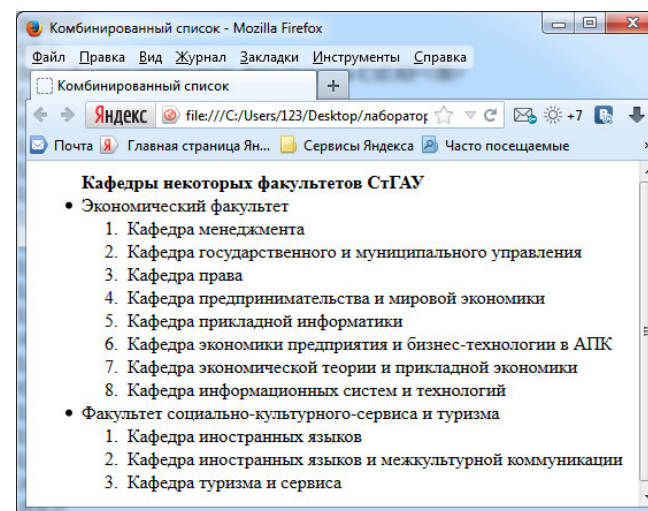 Комбинированный список - Mozilla Firefox
Файл Правка Вид Журнал Закладки Инструменты Справка
Комбинированный список +
Яндекс file:///C:/Users/123/Desktop/лаборатор +7
Почта Я Главная страница Ян... Сервисы Яндекса Часто посещаемые
Кафедры некоторых факультетов СтГАУ
• Экономический факультет
1. Кафедра менеджмента
2. Кафедра государственного и муниципального управления
3. Кафедра права
4. Кафедра предпринимательства и мировой экономики
5. Кафедра прикладной информатики
6. Кафедра экономики предприятия и бизнес-технологии в АПК
7. Кафедра экономической теории и прикладной экономики
8. Кафедра информационных систем и технологий
• Факультет социально-культурного-сервиса и туризма
1. Кафедра иностранных языков
2. Кафедра иностранных языков и межкультурной коммуникации
3. Кафедра туризма и сервиса